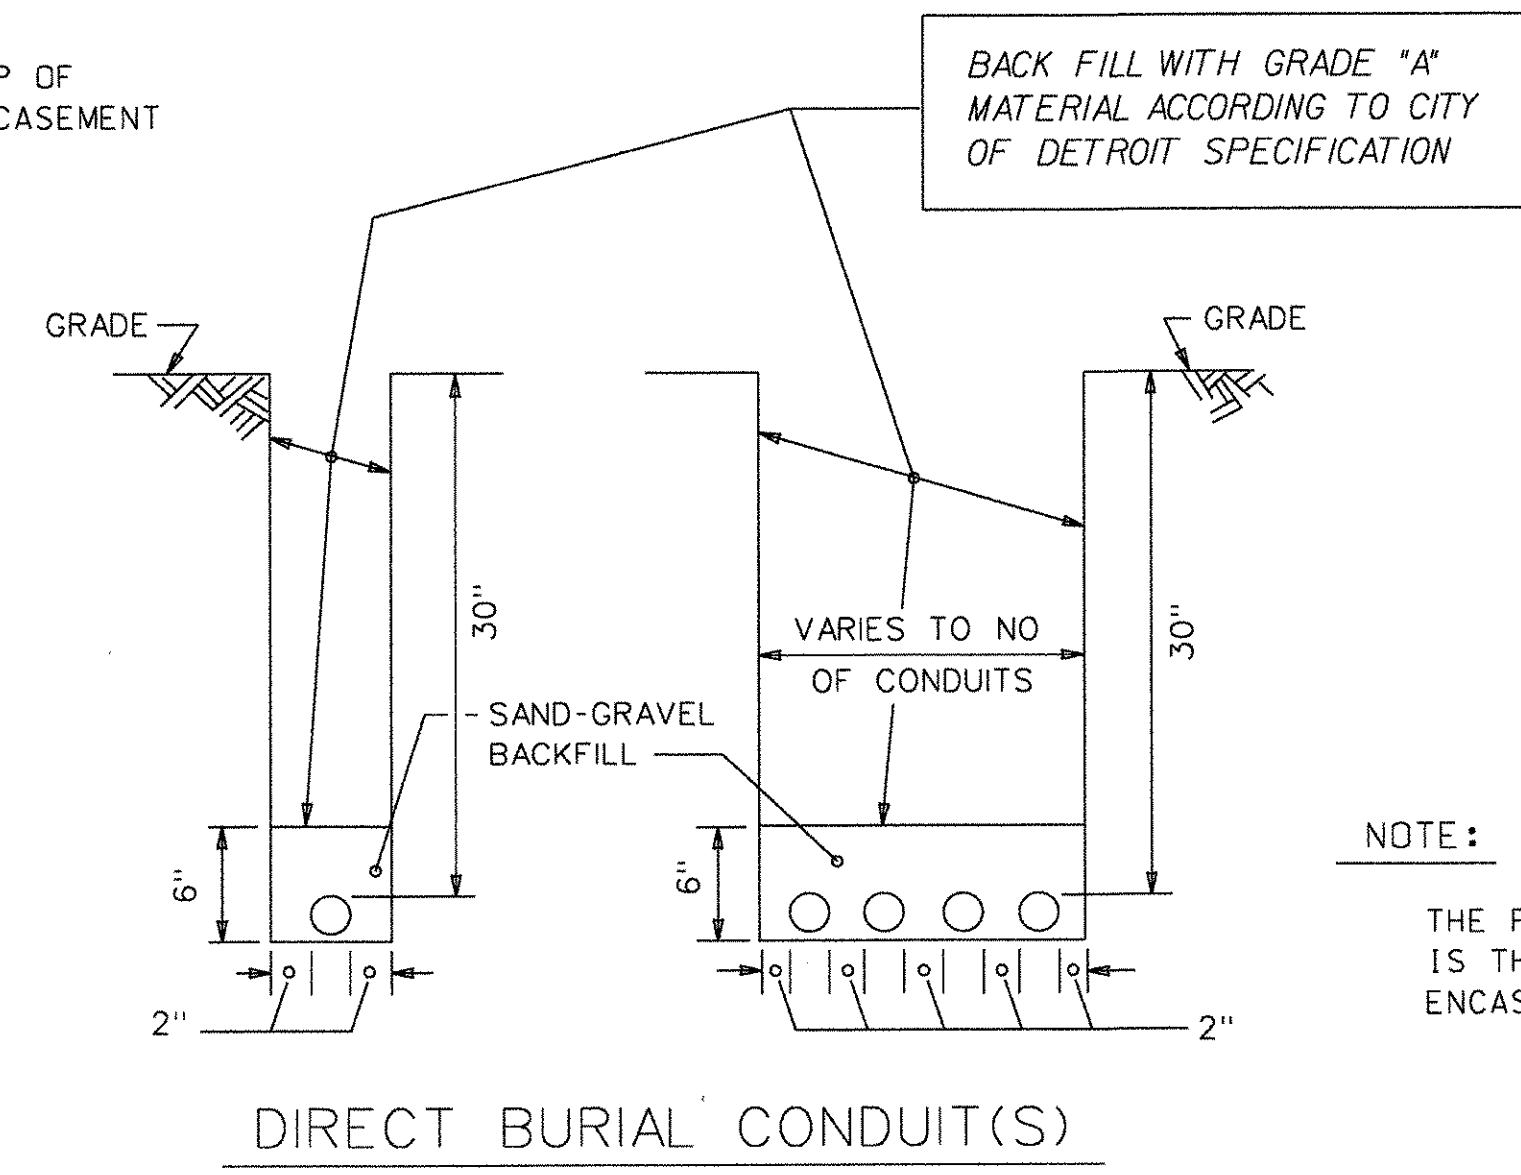 P OF
CASEMENT
BACK FILL WITH GRADE "A"
MATERIAL ACCORDING TO CITY
OF DETROIT SPECIFICATION
GRADE
GRADE
30"
30"
VARIES TO NO
OF CONDUITS
SAND-GRAVEL
BACKFILL
6"
6"
NOTE:
THE
IS TH
ENCAS
2"
2"
DIRECT BURIAL CONDUIT(S)